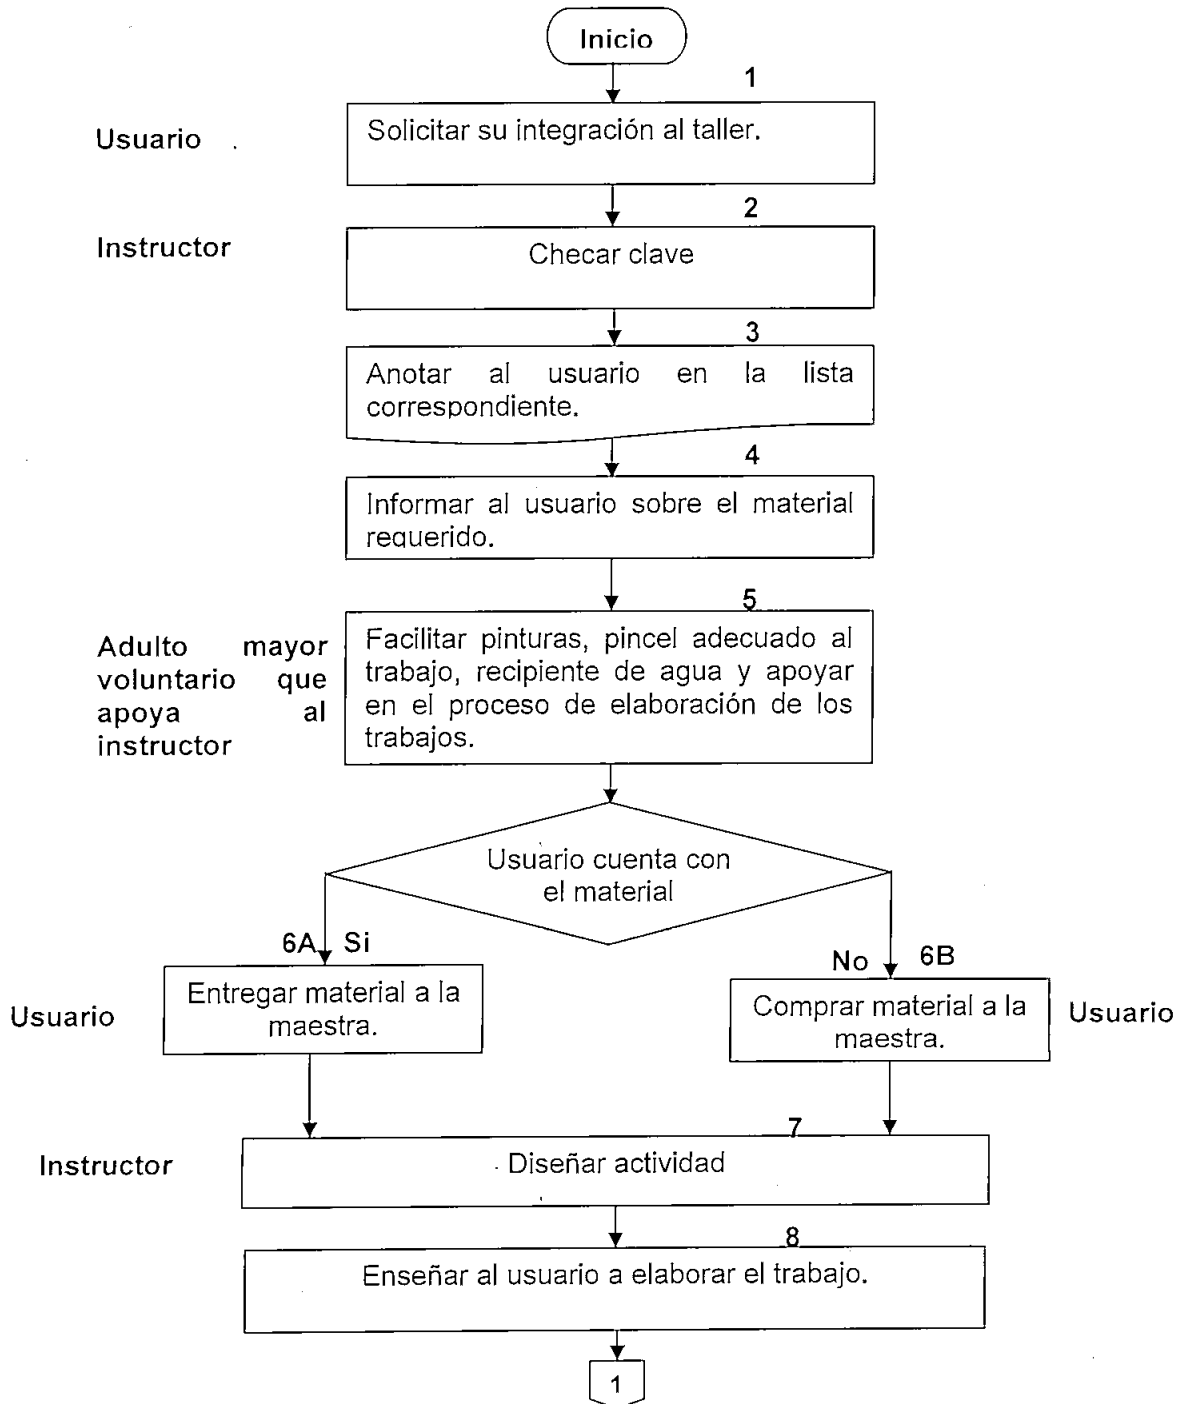 Inicio
1
Usuario
Solicitar su integración al taller.
2
Instructor
Checar clave
3
Anotar al usuario en la lista
correspondiente.
4
Informar al usuario sobre el material
requerido.
5
Adulto mayor
voluntario que
apoya al
instructor
Facilitar pinturas, pincel adecuado al
trabajo, recipiente de agua y apoyar
en el proceso de elaboración de los
trabajos.
Usuario cuenta con
el material
6A Si
No 6B
Usuario
Entregar material a la
maestra.
Comprar material a la
maestra.
Usuario
7
Instructor
Diseñar actividad
8
Enseñar al usuario a elaborar el trabajo.
1